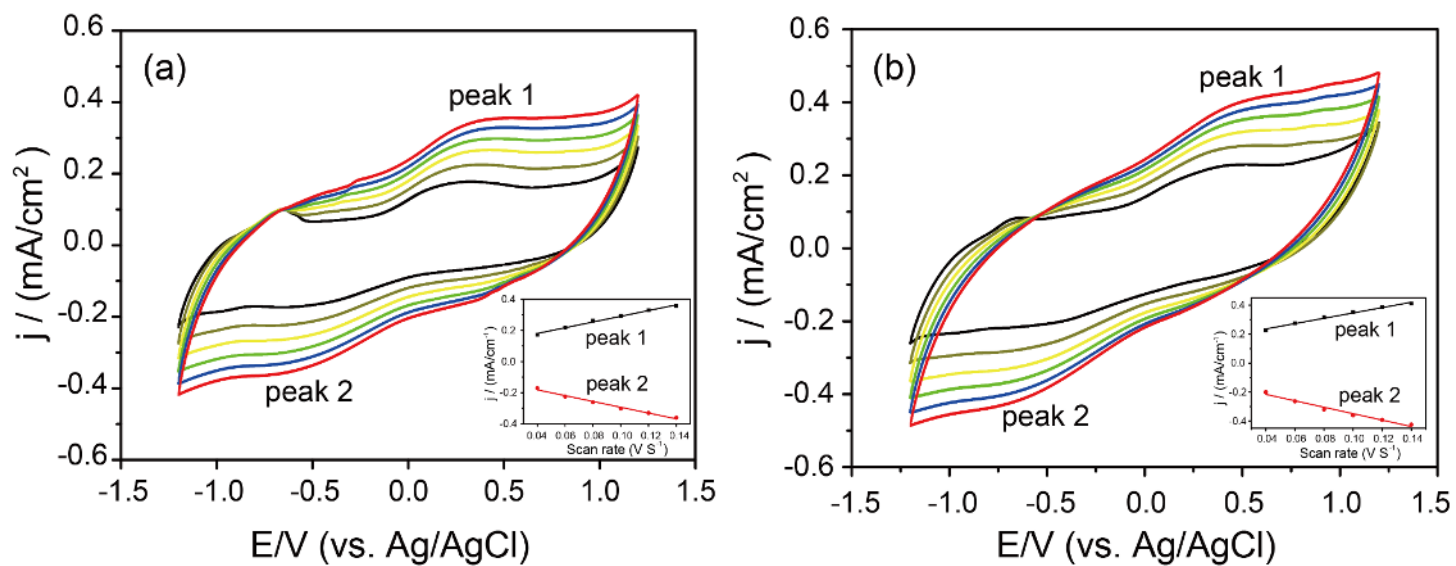 (a)
peak 1
peak 2
0.6
0.4
0.2
0.0
-0.2
-0.4
-0.6
-1.5
-1.0
-0.5
0.0
0.5
1.0
1.5
j / (mA/cm²)
E/V (vs. Ag/AgCl)
0.4
0.2
0.0
-0.2
-0.4
0.04 0.06 0.08 0.10 0.12 0.14
j / (mA/cm⁻¹)
Scan rate (V S⁻¹)
peak 1
peak 2
(b)
peak 1
peak 2
0.6
0.4
0.2
0.0
-0.2
-0.4
-0.6
-1.5
-1.0
-0.5
0.0
0.5
1.0
1.5
j / (mA/cm²)
E/V (vs. Ag/AgCl)
0.4
0.2
0.0
-0.2
-0.4
0.04 0.06 0.08 0.10 0.12 0.14
j / (mA/cm⁻¹)
Scan rate (V S⁻¹)
peak 1
peak 2